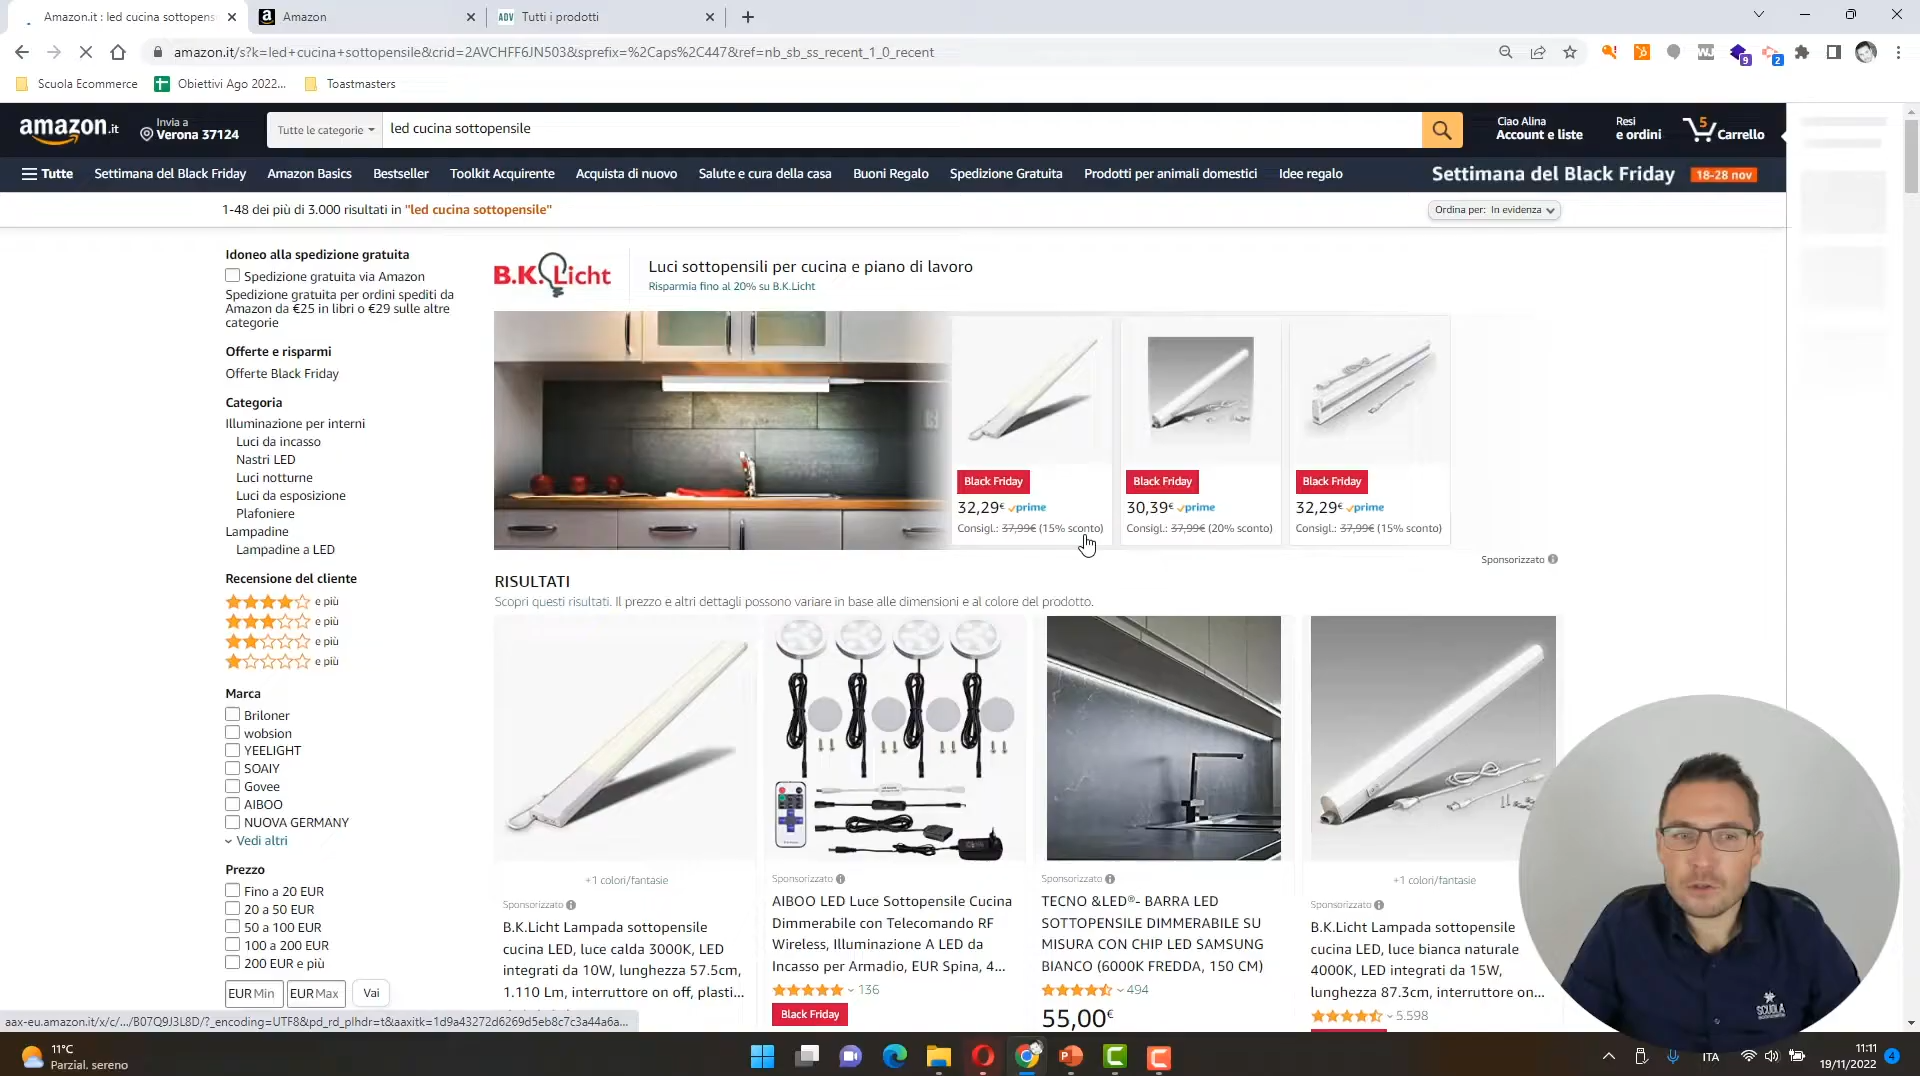 Amazon.it : led cucina sottopens
Amazon
ADV Tutti i prodotti
amazon.it/s?k=led+cucina+sottopensile&crid=2AVCHFF6JN503&sprefix=%2Caps%2C447&ref=nb_sb_ss_recent_1_0_recent
9
2
Scuola Ecommerce
Obiettivi Ago 2022...
Toastmasters
amazon.it
Invia a
Verona 37124
Tutte le categorie
led cucina sottopensile
Ciao Alina
Account e liste
Resi
e ordini
5
Carrello
Tutte
Settimana del Black Friday
Amazon Basics
Bestseller
Toolkit Acquirente
Acquista di nuovo
Salute e cura della casa
Buoni Regalo
Spedizione Gratuita
Prodotti per animali domestici
Idee regalo
Settimana del Black Friday 18-28 nov
1-48 dei più di 3.000 risultati in "led cucina sottopensile"
Ordina per: In evidenza
Idoneo alla spedizione gratuita
Spedizione gratuita via Amazon
Spedizione gratuita per ordini spediti da
Amazon da €25 in libri o €29 sulle altre
categorie
Offerte e risparmi
Offerte Black Friday
Categoria
Illuminazione per interni
Luci da incasso
Nastri LED
Luci notturne
Luci da esposizione
Plafoniere
Lampadine
Lampadine a LED
Recensione del cliente
e più
e più
e più
e più
Marca
Briloner
wobsion
YEELIGHT
SOAIY
Govee
AIBOO
NUOVA GERMANY
Vedi altri
Prezzo
Fino a 20 EUR
20 a 50 EUR
50 a 100 EUR
100 a 200 EUR
200 EUR e più
EUR Min
EUR Max
Vai
B.K.Licht
Luci sottopensili per cucina e piano di lavoro
Risparmia fino al 20% su B.K.Licht
Black Friday
32,29€ prime
Consigl.: 37,99€ (15% sconto)
Black Friday
30,39€ prime
Consigl.: 37,99€ (20% sconto)
Black Friday
32,29€ prime
Consigl.: 37,99€ (15% sconto)
Sponsorizzato
RISULTATI
Scopri questi risultati. Il prezzo e altri dettagli possono variare in base alle dimensioni e al colore del prodotto.
+1 colori/fantasie
Sponsorizzato
B.K.Licht Lampada sottopensile
cucina LED, luce calda 3000K, LED
integrati da 10W, lunghezza 57.5cm,
1.110 Lm, interruttore on off, plasti...
Sponsorizzato
AIBOO LED Luce Sottopensile Cucina
Dimmerabile con Telecomando RF
Wireless, Illuminazione A LED da
Incasso per Armadio, EUR Spina, 4...
136
Black Friday
Sponsorizzato
TECNO &LED®- BARRA LED
SOTTOPENSILE DIMMERABILE SU
MISURA CON CHIP LED SAMSUNG
BIANCO (6000K FREDDA, 150 CM)
494
55,00€
+1 colori/fantasie
Sponsorizzato
B.K.Licht Lampada sottopensile
cucina LED, luce bianca naturale
4000K, LED integrati da 15W,
lunghezza 87.3cm, interruttore on...
5.598
SCUOLA
aax-eu.amazon.it/x/c/.../B07Q9J3L8D/?_encoding=UTF8&pd_rd_plhdr=t&aaxitk=1d9a43272d6269d5eb8c7c3a44a6a...
11°C
Parzial. sereno
ITA
11:11
19/11/2022
4